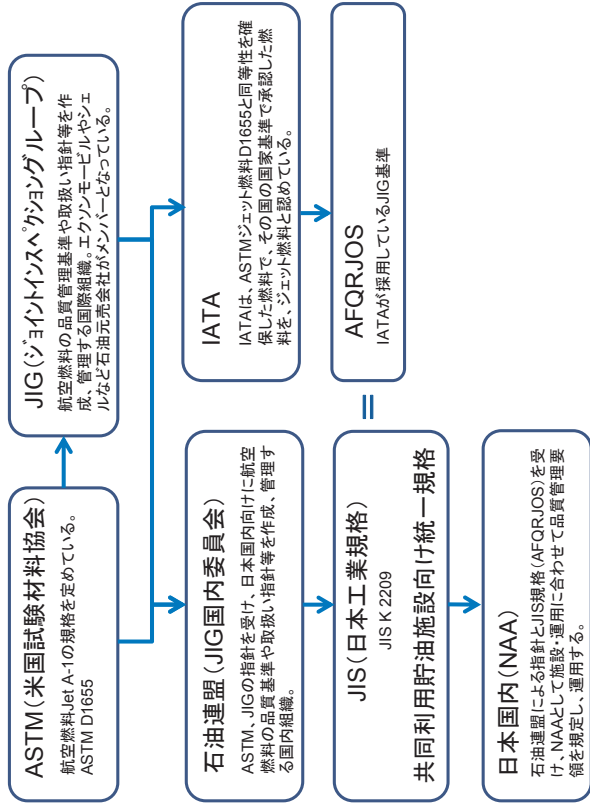 ASTM(米国試験材料協会)
航空燃料Jet A-1の規格を定めている。
ASTM D1655
JIG(ジョイントインスペクショングループ)
航空燃料の品質管理基準や取扱い指針等を作
成、管理する国際組織。エクソンモービルやシェ
ルなど石油元売会社がメンバーとなっている。
石油連盟(JIG国内委員会)
ASTM、JIGの指針を受け、日本国内向けに航空
燃料の品質基準や取扱い指針等を作成、管理す
る国内組織。
IATA
IATAは、ASTMジェット燃料D1655と同等性を確
保した燃料で、その国の国家基準で承認した燃
料を、ジェット燃料と認めている。
JIS(日本工業規格)
JIS K 2209
共同利用貯油施設向け統一規格
=
AFQRJOS
IATAが採用しているJIG基準
日本国内(NAA)
石油連盟による指針とJIS規格(AFQRJOS)を受
け、NAAとして施設・運用に合わせて品質管理要
領を規定し、運用する。